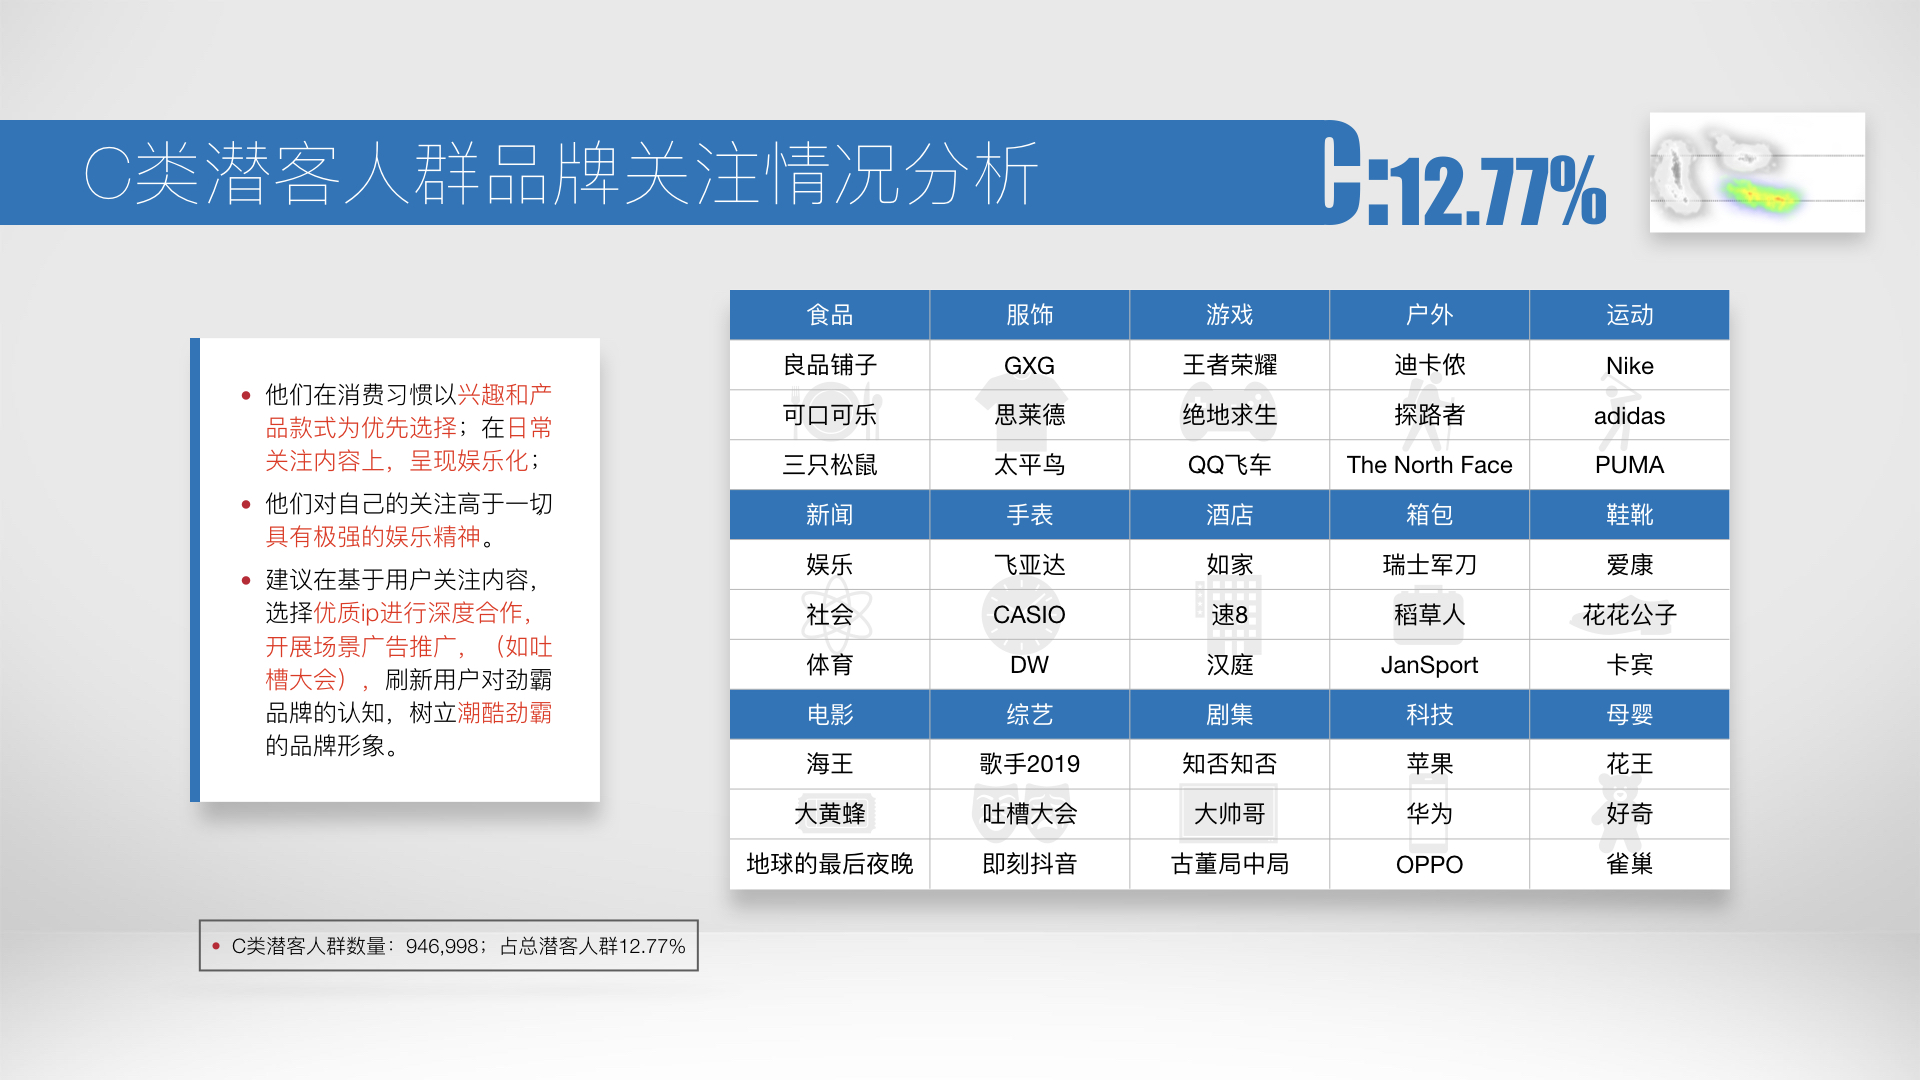 C类潜客人群品牌关注情况分析
C:12.77%
他们在消费习惯以兴趣和产
品款式为优先选择；在日常
关注内容上，呈现娱乐化；
他们对自己的关注高于一切
具有极强的娱乐精神。
建议在基于用户关注内容，
选择优质ip进行深度合作，
开展场景广告推广，（如吐
槽大会），刷新用户对劲霸
品牌的认知，树立潮酷劲霸
的品牌形象。
食品 服饰 游戏 户外 运动
良品铺子 GXG 王者荣耀 迪卡侬 Nike
可口可乐 思莱德 绝地求生 探路者 adidas
三只松鼠 太平鸟 QQ飞车 The North Face PUMA
新闻 手表 酒店 箱包 鞋靴
娱乐 飞亚达 如家 瑞士军刀 爱康
社会 CASIO 速8 稻草人 花花公子
体育 DW 汉庭 JanSport 卡宾
电影 综艺 剧集 科技 母婴
海王 歌手2019 知否知否 苹果 花王
大黄蜂 吐槽大会 大帅哥 华为 好奇
地球的最后夜晚 即刻抖音 古董局中局 OPPO 雀巢
C类潜客人群数量：946,998；占总潜客人群12.77%